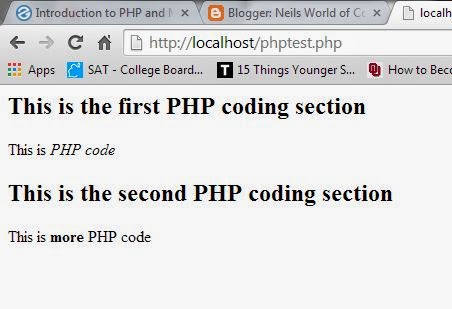 Introduction to PHP and M
Blogger: Neils World of Co
localh
http://localhost/phptest.php
Apps
SAT - College Board...
15 Things Younger S...
How to Beco
This is the first PHP coding section
This is PHP code
This is the second PHP coding section
This is more PHP code